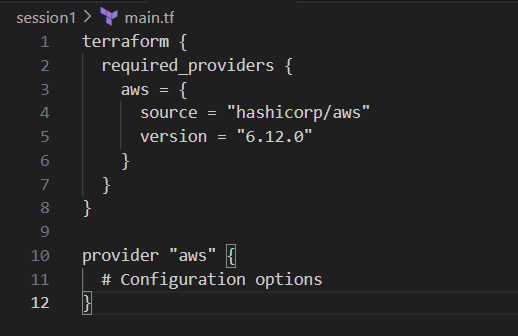 session1 > main.tf
1 terraform {
2 required_providers {
3 aws = {
4 source = "hashicorp/aws"
5 version = "6.12.0"
6 }
7 }
8 }
9
10 provider "aws" {
11 # Configuration options
12 }